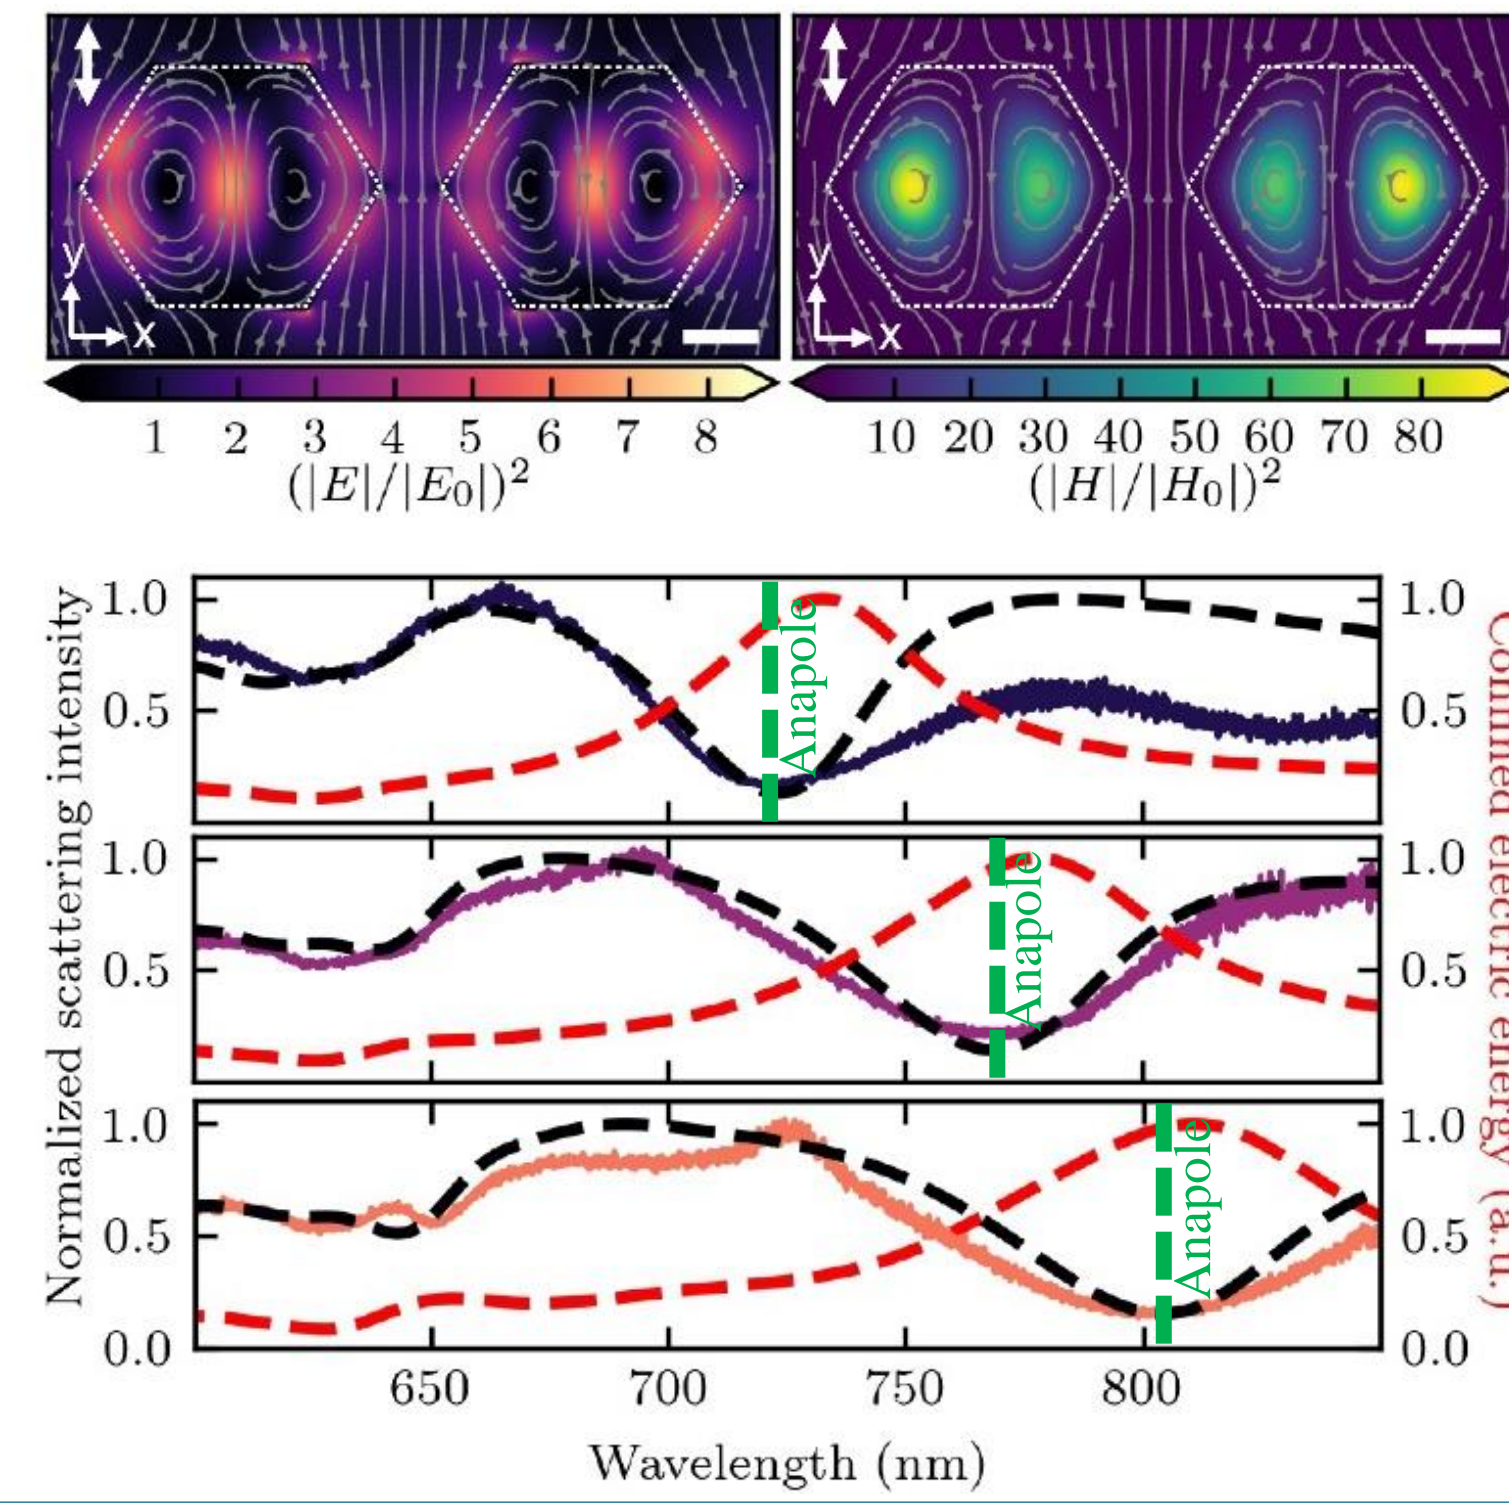 y
x
y
x
1 2 3 4 5 6 7 8
10 20 30 40 50 60 70 80
(|E|/|E₀|)²
(|H|/|H₀|)²
Normalized scattering intensity
Confined electric energy (a.u.)
1.0
0.5
1.0
0.5
Anapole
1.0
0.5
1.0
0.5
Anapole
1.0
0.5
0.0
1.0
0.5
0.0
Anapole
650 700 750 800
Wavelength (nm)